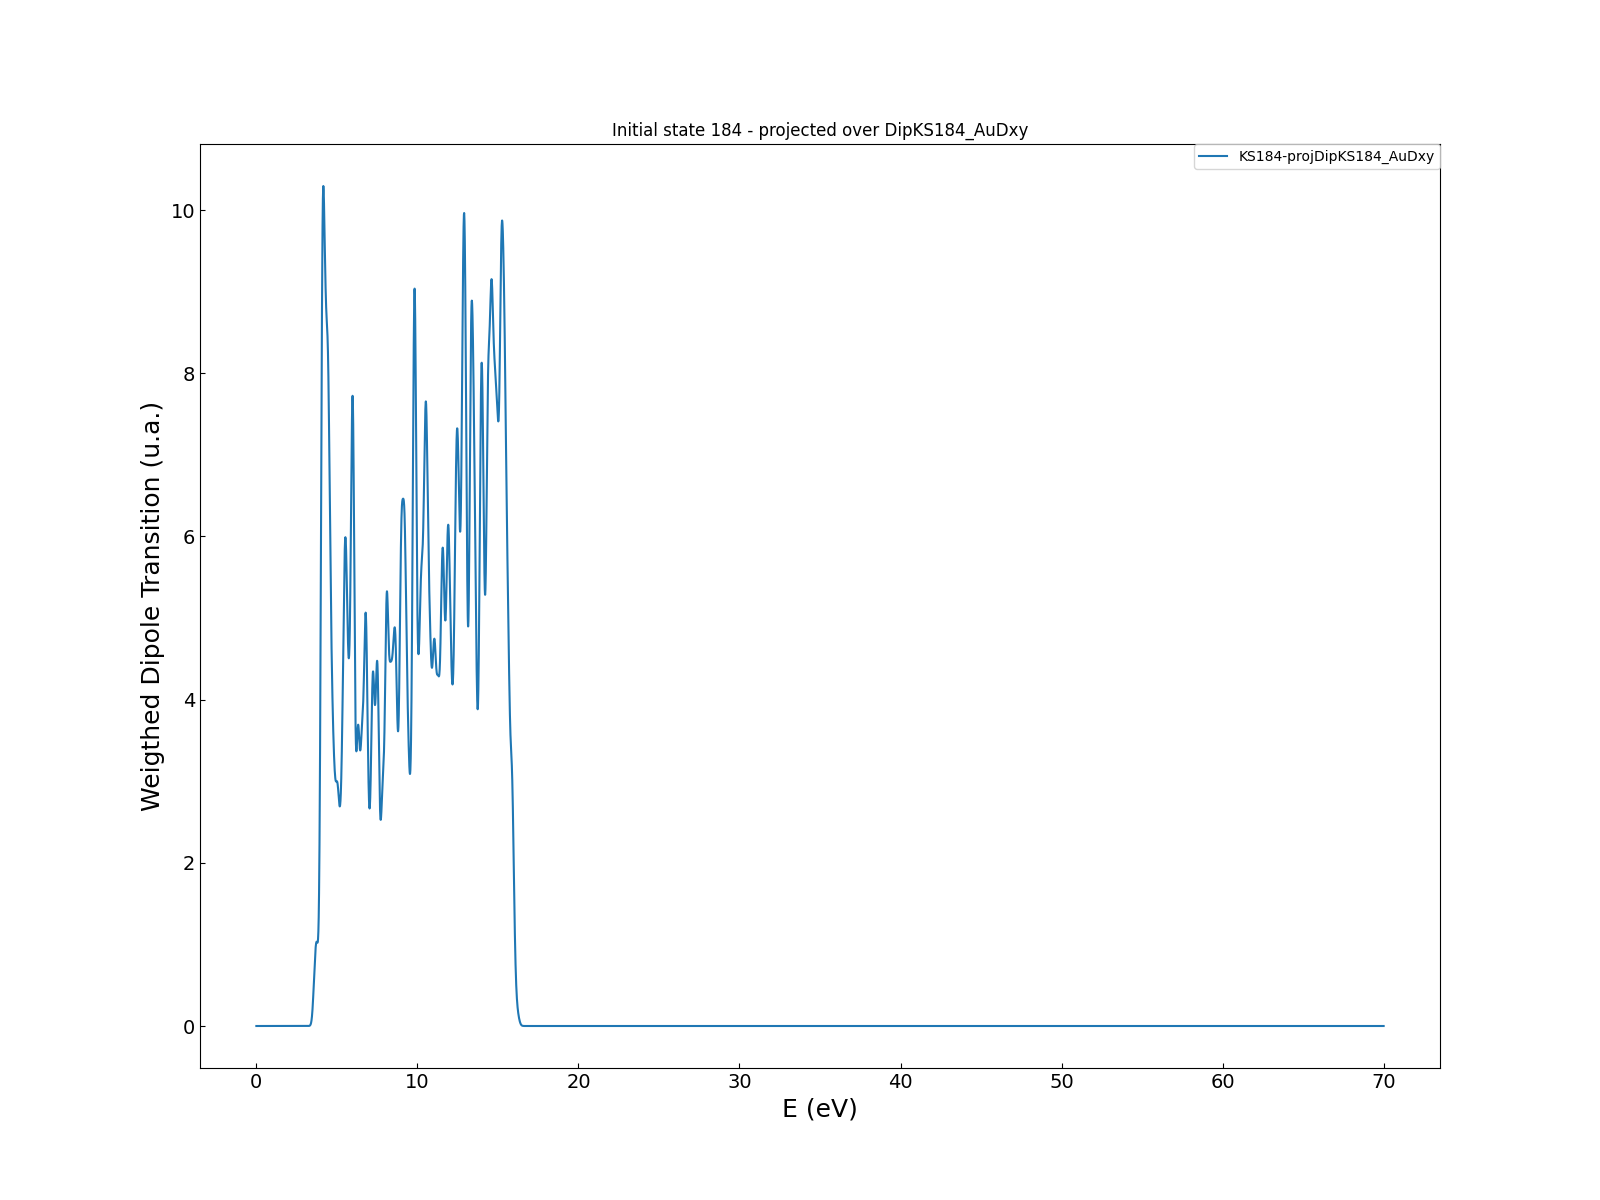 Initial state 184 - projected over DipKS184_AuDxy
KS184-projDipKS184_AuDxy
Weigthed Dipole Transition (u.a.)
10
8
6
4
2
0
0 10 20 30 40 50 60 70
E (eV)